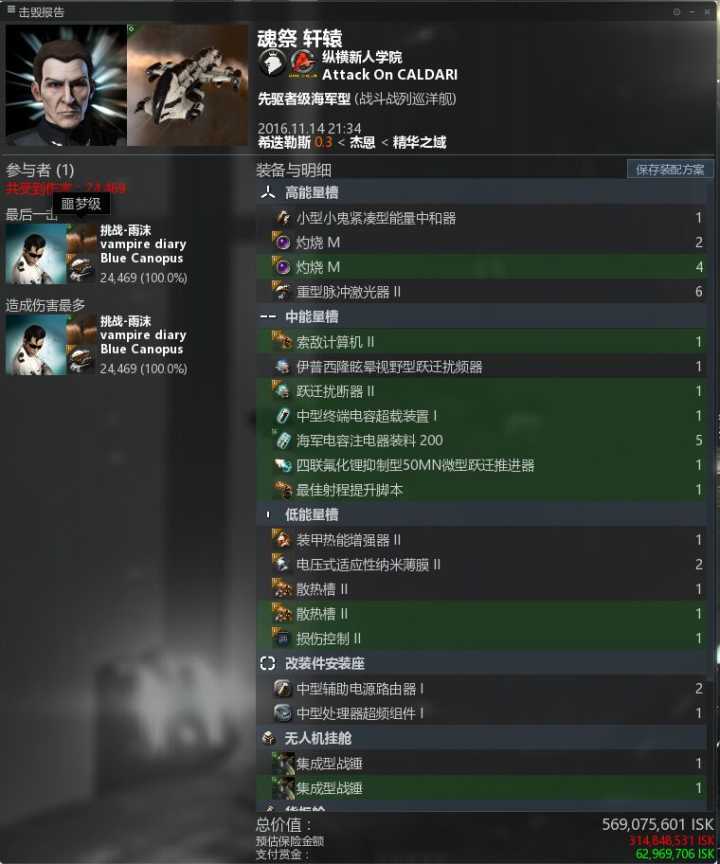 击毁报告
魂祭 轩辕
纵横新人学院
Attack On CALDARI
先驱者级海军型 (战斗战列巡洋舰)
2016.11.14 21:34
希迭勒斯 0.3 < 杰恩 < 精华之域
参与者 (1)
共受到伤害：24,469
噩梦级
最后一击
挑战-雨沫
vampire diary
Blue Canopus
24,469 (100.0%)
造成伤害最多
挑战-雨沫
vampire diary
Blue Canopus
24,469 (100.0%)
装备与明细
保存装配方案
高能量槽
小型小鬼紧凑型能量中和器 1
灼烧 M 2
灼烧 M 4
重型脉冲激光器 II 6
中能量槽
索敌计算机 II 1
伊普西隆眩晕视野型跃迁扰频器 1
跃迁扰断器 II 1
中型终端电容超载装置 I 1
海军电容注电器装料 200 5
四联氟化锂抑制型50MN微型跃迁推进器 1
最佳射程提升脚本 1
低能量槽
装甲热能增强器 II 1
电压式适应性纳米薄膜 II 2
散热槽 II 1
散热槽 II 1
损伤控制 II 1
改装件安装座
中型辅助电源路由器 I 2
中型处理器超频组件 I 1
无人机挂舱
集成型战锤 1
集成型战锤 1
总价值： 569,075,601 ISK
预估保险金额 314,848,531 ISK
支付赏金： 62,969,706 ISK